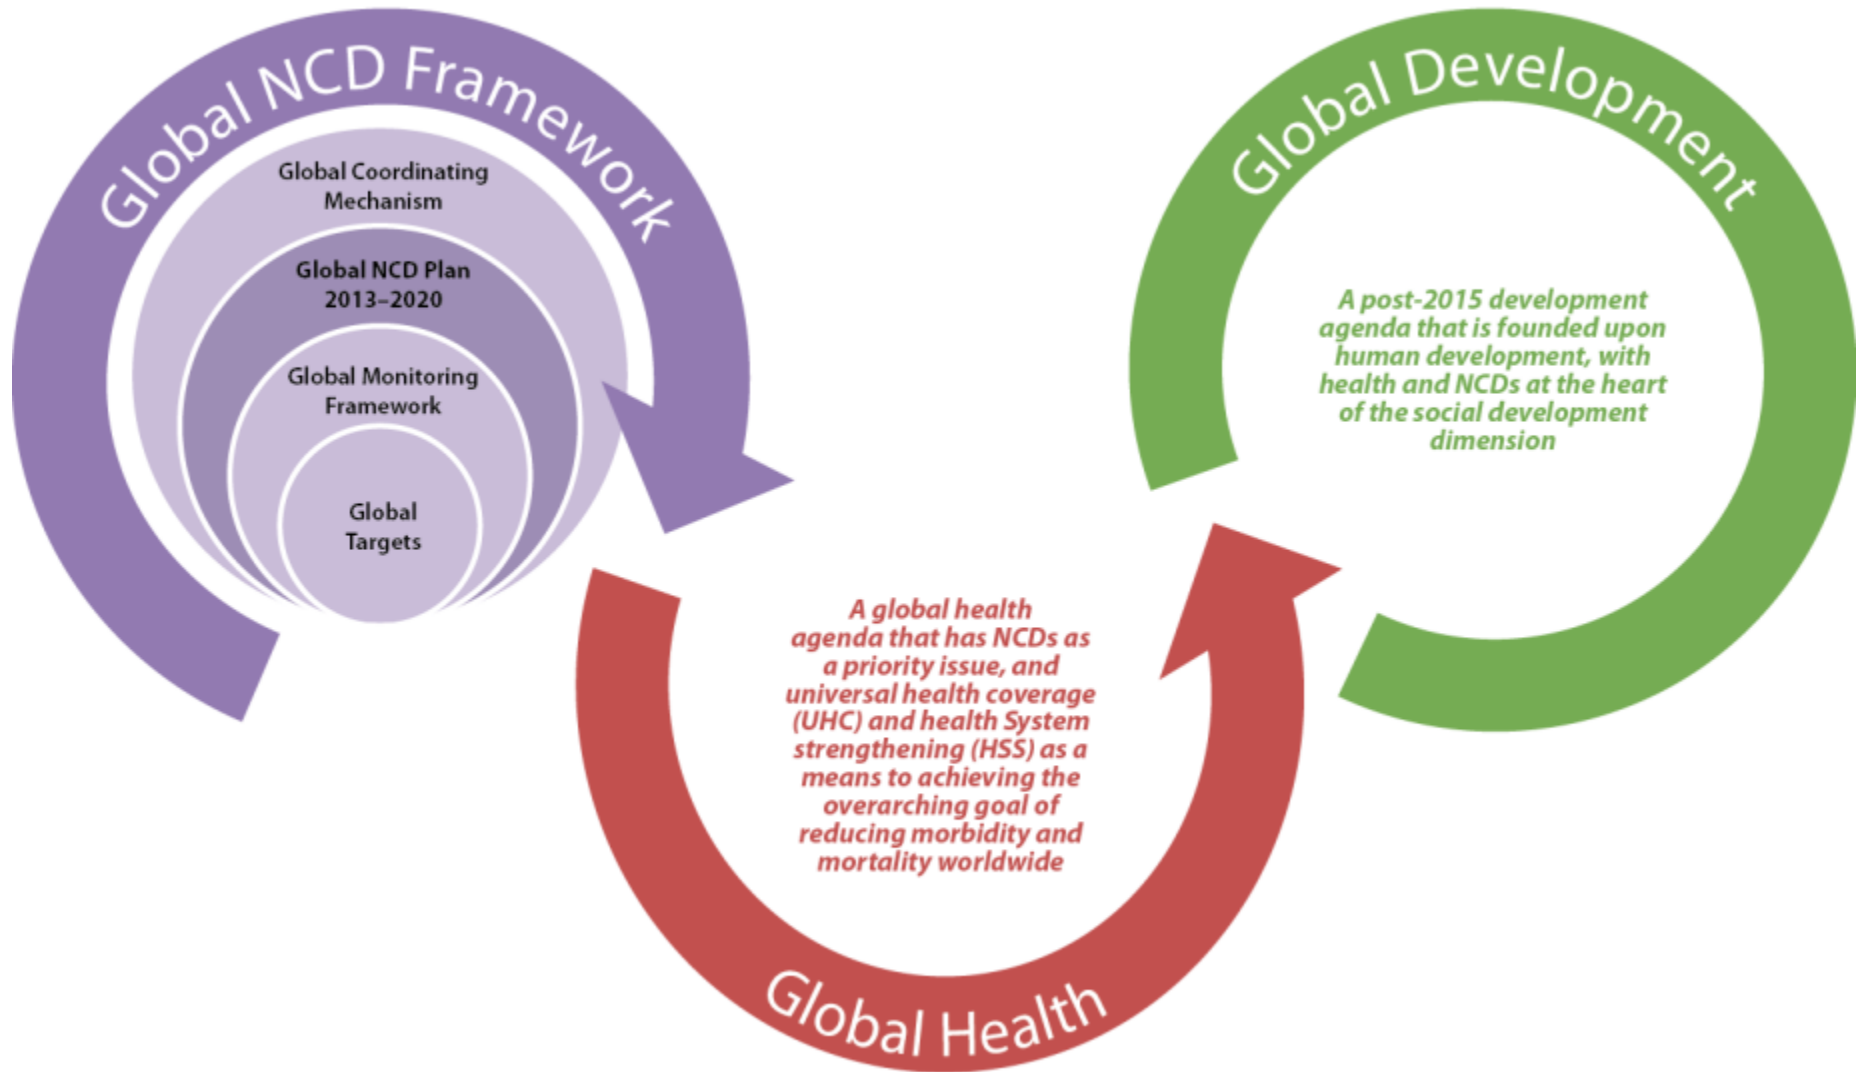 Global NCD Framework
Global Coordinating
Mechanism
Global NCD Plan
2013–2020
Global Monitoring
Framework
Global
Targets
A global health
agenda that has NCDs as
a priority issue, and
universal health coverage
(UHC) and health System
strengthening (HSS) as a
means to achieving the
overarching goal of
reducing morbidity and
mortality worldwide
Global Health
Global Development
A post-2015 development
agenda that is founded upon
human development, with
health and NCDs at the heart
of the social development
dimension